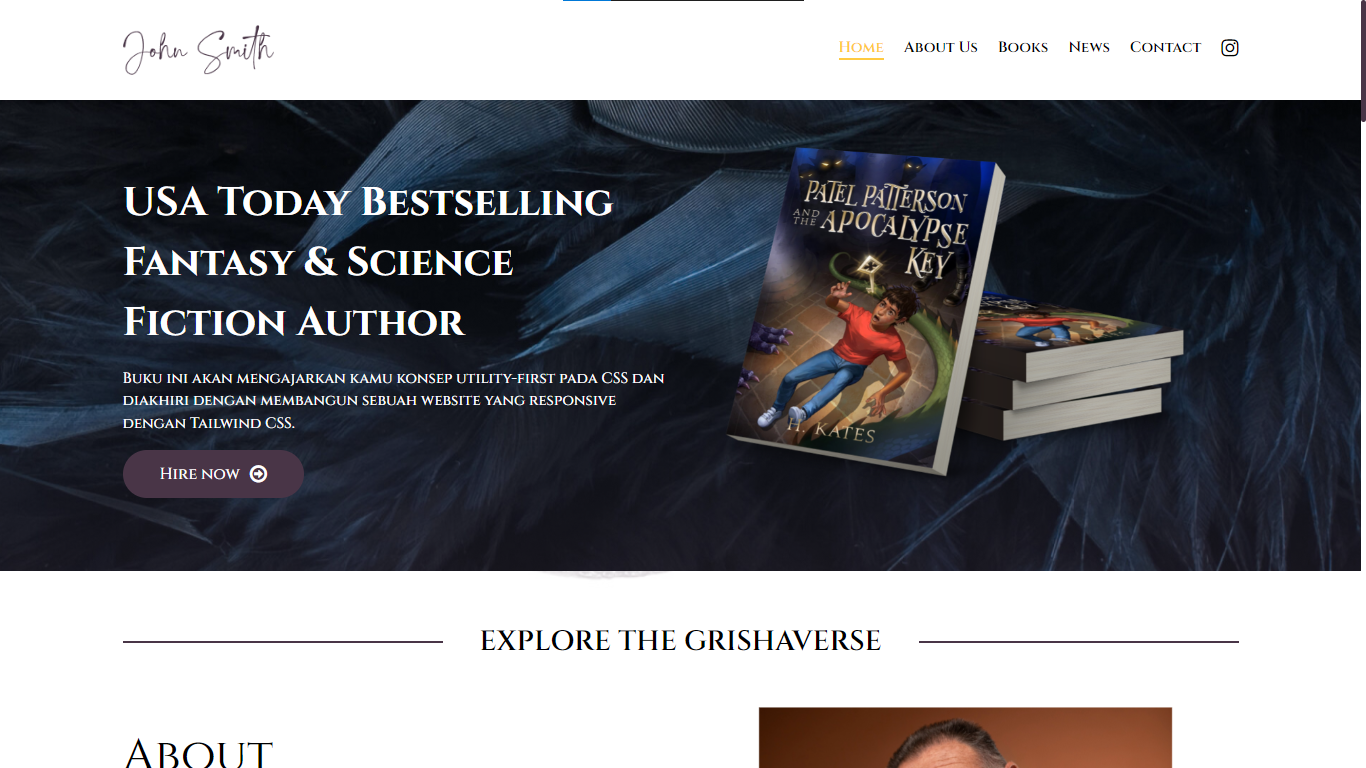 John Smith
Home About Us Books News Contact
USA Today Bestselling
Fantasy & Science
Fiction Author
Buku ini akan mengajarkan kamu konsep utility-first pada CSS dan
diakhiri dengan membangun sebuah website yang responsive
dengan Tailwind CSS.
Hire now
PATEL PATTERSON
AND THE APOCALYPSE
KEY
H. KATES
EXPLORE THE GRISHAVERSE
About